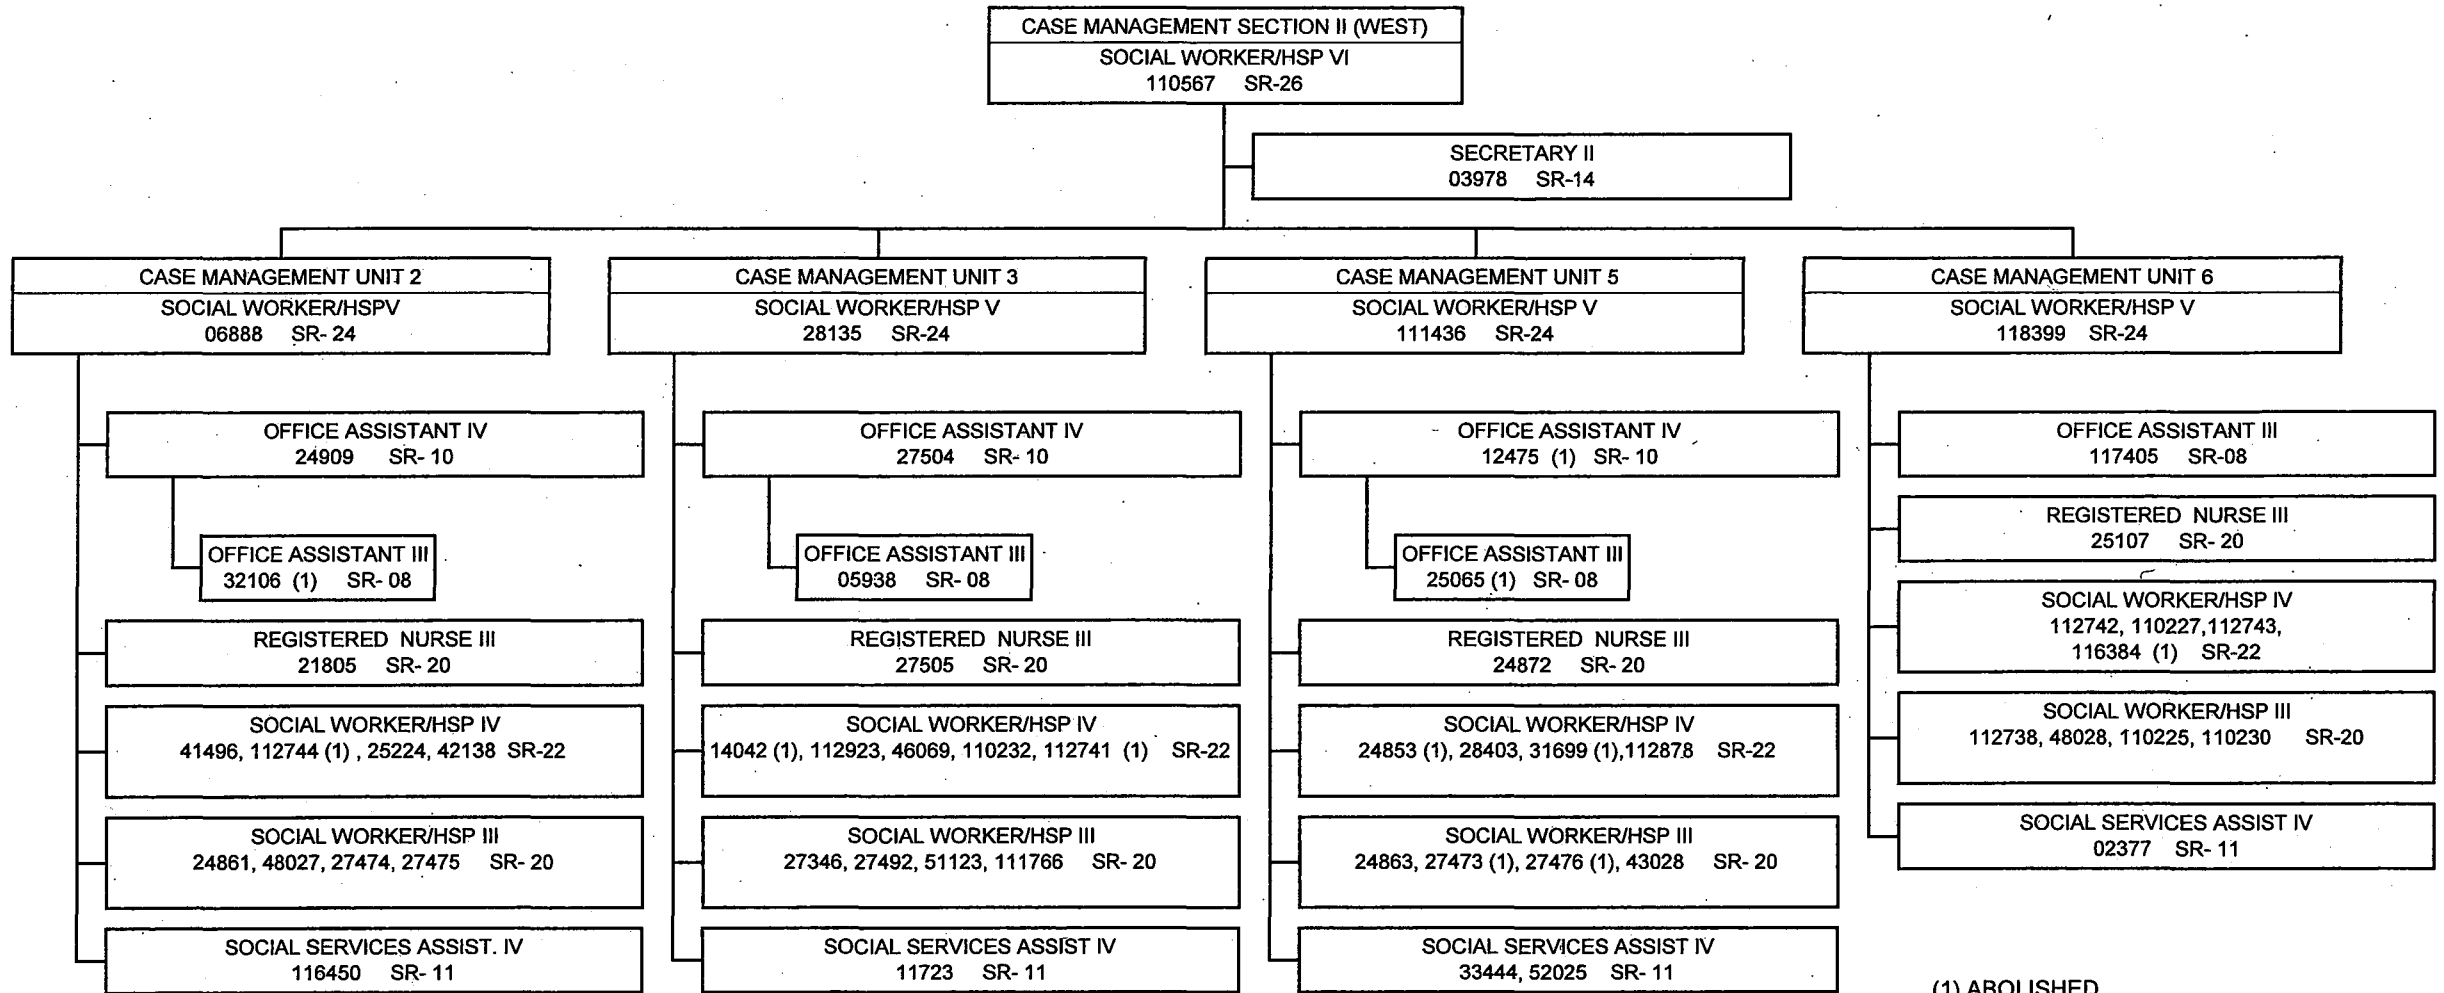 CASE MANAGEMENT SECTION II (WEST)
SOCIAL WORKER/HSP VI
110567 SR-26
SECRETARY II
03978 SR-14
CASE MANAGEMENT UNIT 2
SOCIAL WORKER/HSPV
06888 SR- 24
OFFICE ASSISTANT IV
24909 SR- 10
OFFICE ASSISTANT III
32106 (1) SR- 08
REGISTERED NURSE III
21805 SR- 20
SOCIAL WORKER/HSP IV
41496, 112744 (1) , 25224, 42138 SR-22
SOCIAL WORKER/HSP III
24861, 48027, 27474, 27475 SR- 20
SOCIAL SERVICES ASSIST. IV
116450 SR- 11
CASE MANAGEMENT UNIT 3
SOCIAL WORKER/HSP V
28135 SR-24
OFFICE ASSISTANT IV
27504 SR- 10
OFFICE ASSISTANT III
05938 SR- 08
REGISTERED NURSE III
27505 SR- 20
SOCIAL WORKER/HSP IV
14042 (1), 112923, 46069, 110232, 112741 (1) SR-22
SOCIAL WORKER/HSP III
27346, 27492, 51123, 111766 SR- 20
SOCIAL SERVICES ASSIST IV
11723 SR- 11
CASE MANAGEMENT UNIT 5
SOCIAL WORKER/HSP V
111436 SR-24
OFFICE ASSISTANT IV
12475 (1) SR- 10
OFFICE ASSISTANT III
25065 (1) SR- 08
REGISTERED NURSE III
24872 SR- 20
SOCIAL WORKER/HSP IV
24853 (1), 28403, 31699 (1),112878 SR-22
SOCIAL WORKER/HSP III
24863, 27473 (1), 27476 (1), 43028 SR- 20
SOCIAL SERVICES ASSIST IV
33444, 52025 SR- 11
CASE MANAGEMENT UNIT 6
SOCIAL WORKER/HSP V
118399 SR-24
OFFICE ASSISTANT III
117405 SR-08
REGISTERED NURSE III
25107 SR- 20
SOCIAL WORKER/HSP IV
112742, 110227,112743,
116384 (1) SR-22
SOCIAL WORKER/HSP III
112738, 48028, 110225, 110230 SR-20
SOCIAL SERVICES ASSIST IV
02377 SR- 11
(1) ABOLISHED